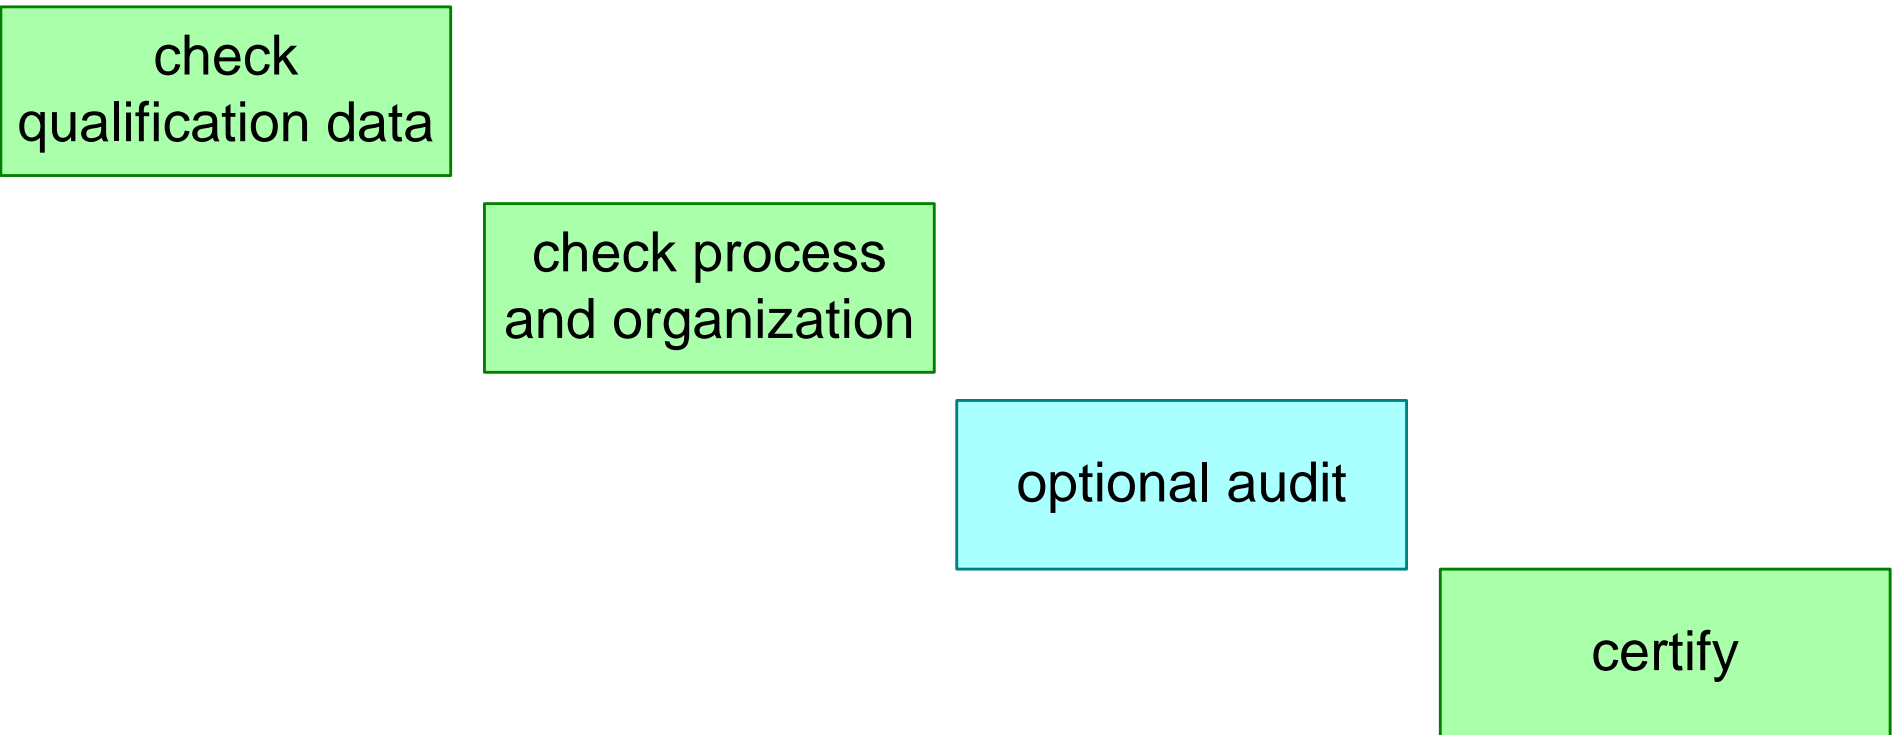 check
qualification data
check process
and organization
optional audit
certify